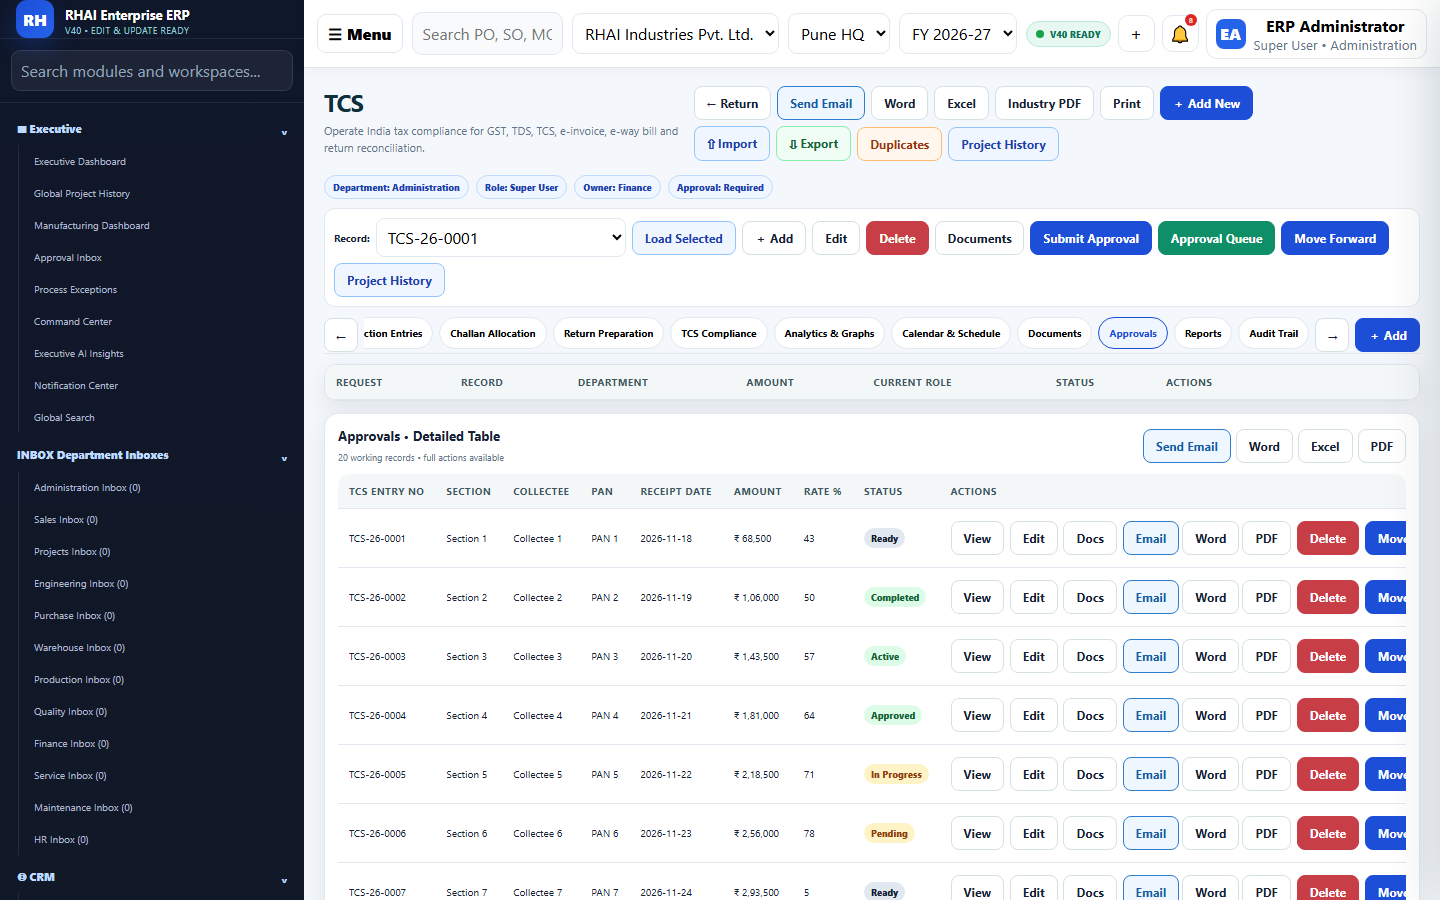 RH
RHAI Enterprise ERP
V40 • EDIT & UPDATE READY
Search modules and workspaces...
Executive
Executive Dashboard
Global Project History
Manufacturing Dashboard
Approval Inbox
Process Exceptions
Command Center
Executive AI Insights
Notification Center
Global Search
INBOX Department Inboxes
Administration Inbox (0)
Sales Inbox (0)
Projects Inbox (0)
Engineering Inbox (0)
Purchase Inbox (0)
Warehouse Inbox (0)
Production Inbox (0)
Quality Inbox (0)
Finance Inbox (0)
Service Inbox (0)
Maintenance Inbox (0)
HR Inbox (0)
CRM
☰ Menu
Search PO, SO, MO
RHAI Industries Pvt. Ltd.
Pune HQ
FY 2026-27
V40 READY
+
8
EA
ERP Administrator
Super User • Administration
TCS
Operate India tax compliance for GST, TDS, TCS, e-invoice, e-way bill and
return reconciliation.
← Return Send Email Word Excel Industry PDF Print + Add New
⇧ Import ⇩ Export Duplicates Project History
Department: Administration Role: Super User Owner: Finance Approval: Required
Record: TCS-26-0001 Load Selected + Add Edit Delete Documents Submit Approval Approval Queue Move Forward
Project History
← ction Entries Challan Allocation Return Preparation TCS Compliance Analytics & Graphs Calendar & Schedule Documents Approvals Reports Audit Trail → + Add
REQUEST RECORD DEPARTMENT AMOUNT CURRENT ROLE STATUS ACTIONS
Approvals • Detailed Table
20 working records • full actions available
Send Email Word Excel PDF
TCS ENTRY NO SECTION COLLECTEE PAN RECEIPT DATE AMOUNT RATE % STATUS ACTIONS
TCS-26-0001 Section 1 Collectee 1 PAN 1 2026-11-18 ₹ 68,500 43 Ready View Edit Docs Email Word PDF Delete Move
TCS-26-0002 Section 2 Collectee 2 PAN 2 2026-11-19 ₹ 1,06,000 50 Completed View Edit Docs Email Word PDF Delete Move
TCS-26-0003 Section 3 Collectee 3 PAN 3 2026-11-20 ₹ 1,43,500 57 Active View Edit Docs Email Word PDF Delete Move
TCS-26-0004 Section 4 Collectee 4 PAN 4 2026-11-21 ₹ 1,81,000 64 Approved View Edit Docs Email Word PDF Delete Move
TCS-26-0005 Section 5 Collectee 5 PAN 5 2026-11-22 ₹ 2,18,500 71 In Progress View Edit Docs Email Word PDF Delete Move
TCS-26-0006 Section 6 Collectee 6 PAN 6 2026-11-23 ₹ 2,56,000 78 Pending View Edit Docs Email Word PDF Delete Move
TCS-26-0007 Section 7 Collectee 7 PAN 7 2026-11-24 ₹ 2,93,500 5 Ready View Edit Docs Email Word PDF Delete Move